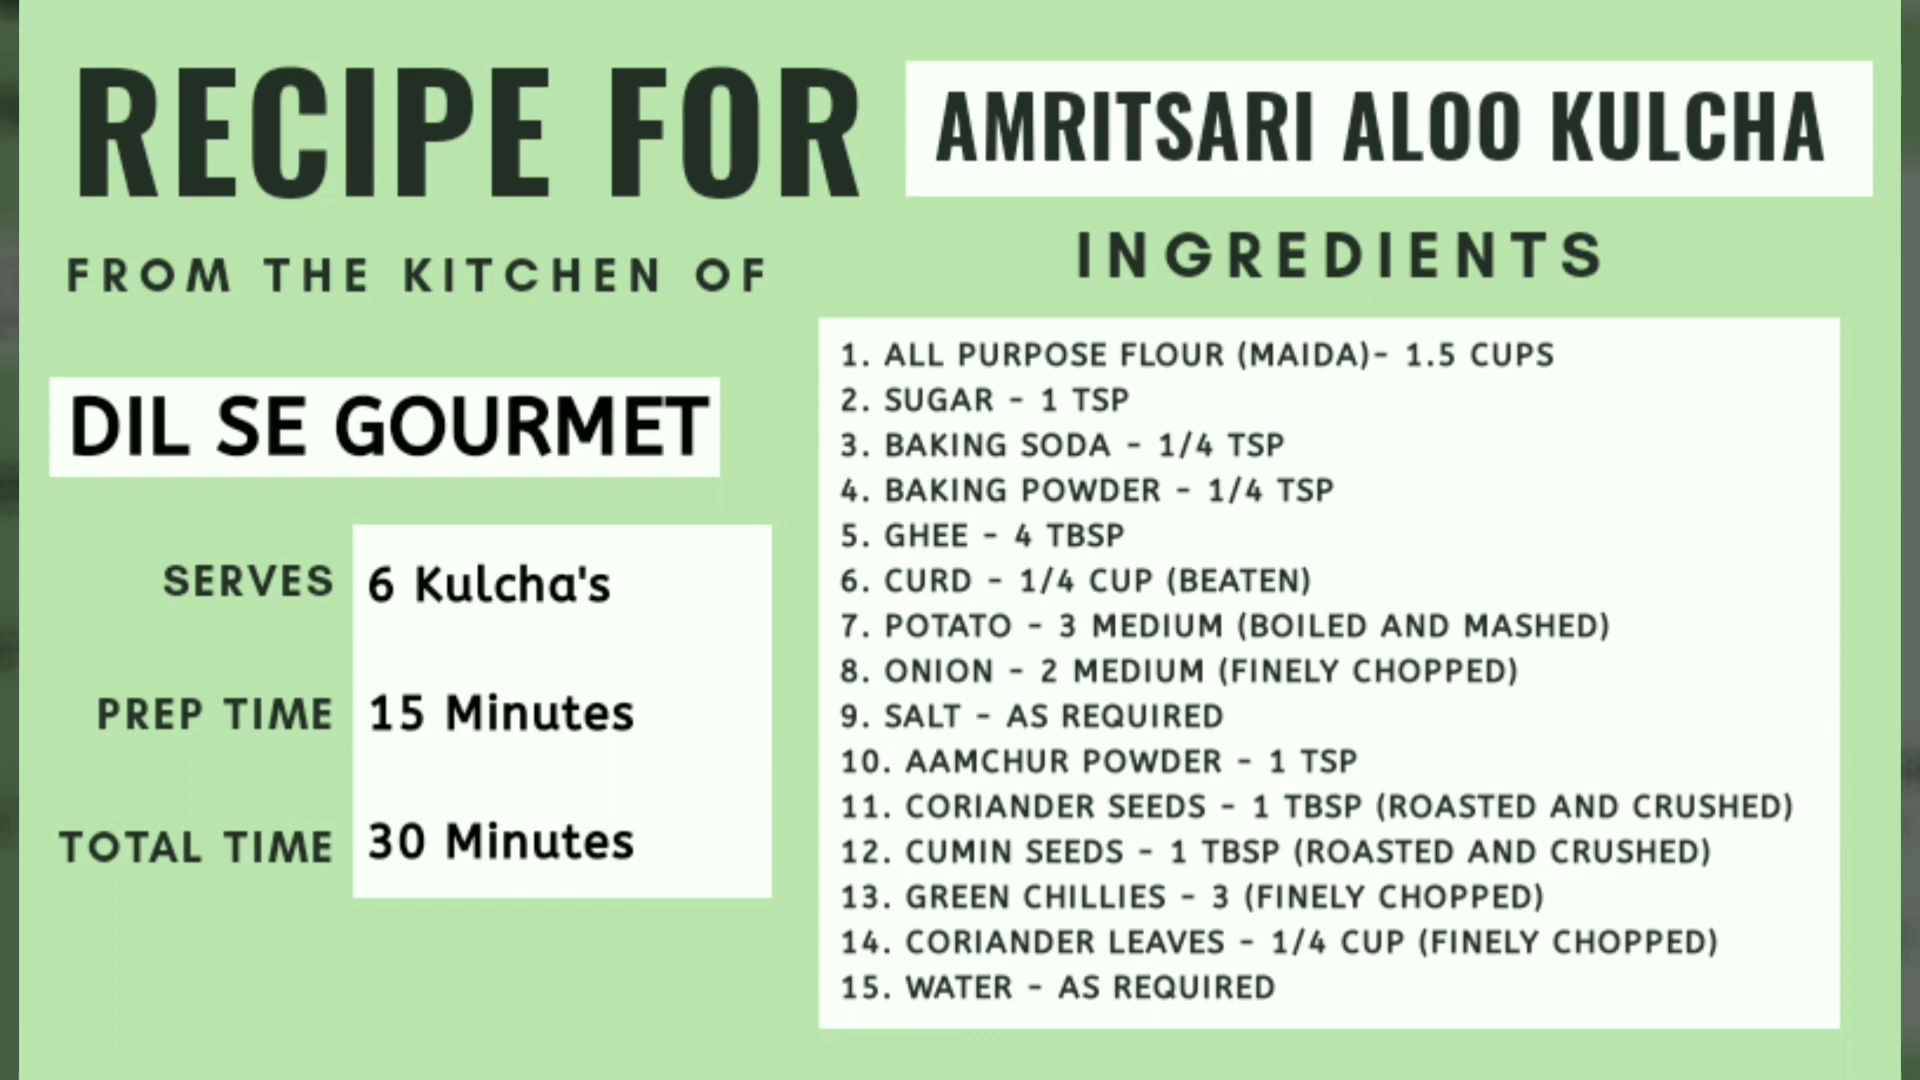 RECIPE FOR
AMRITSARI ALOO KULCHA
FROM THE KITCHEN OF
DIL SE GOURMET
SERVES 6 Kulcha's
PREP TIME 15 Minutes
TOTAL TIME 30 Minutes
INGREDIENTS
1. ALL PURPOSE FLOUR (MAIDA)- 1.5 CUPS
2. SUGAR - 1 TSP
3. BAKING SODA - 1/4 TSP
4. BAKING POWDER - 1/4 TSP
5. GHEE - 4 TBSP
6. CURD - 1/4 CUP (BEATEN)
7. POTATO - 3 MEDIUM (BOILED AND MASHED)
8. ONION - 2 MEDIUM (FINELY CHOPPED)
9. SALT - AS REQUIRED
10. AAMCHUR POWDER - 1 TSP
11. CORIANDER SEEDS - 1 TBSP (ROASTED AND CRUSHED)
12. CUMIN SEEDS - 1 TBSP (ROASTED AND CRUSHED)
13. GREEN CHILLIES - 3 (FINELY CHOPPED)
14. CORIANDER LEAVES - 1/4 CUP (FINELY CHOPPED)
15. WATER - AS REQUIRED